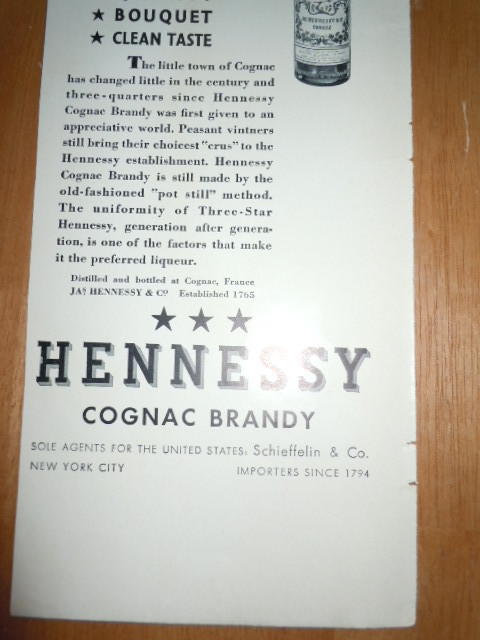 ★ BOUQUET
★ CLEAN TASTE
The little town of Cognac
has changed little in the century and
three-quarters since Hennessy
Cognac Brandy was first given to an
appreciative world. Peasant vintners
still bring their choicest "crus" to the
Hennessy establishment. Hennessy
Cognac Brandy is still made by the
old-fashioned "pot still" method.
The uniformity of Three-Star
Hennessy, generation after genera-
tion, is one of the factors that make
it the preferred liqueur.
Distilled and bottled at Cognac, France
JAS HENNESSY & CO Established 1765
★ ★ ★
HENNESSY
COGNAC BRANDY
SOLE AGENTS FOR THE UNITED STATES: Schieffelin & Co.
NEW YORK CITY IMPORTERS SINCE 1794